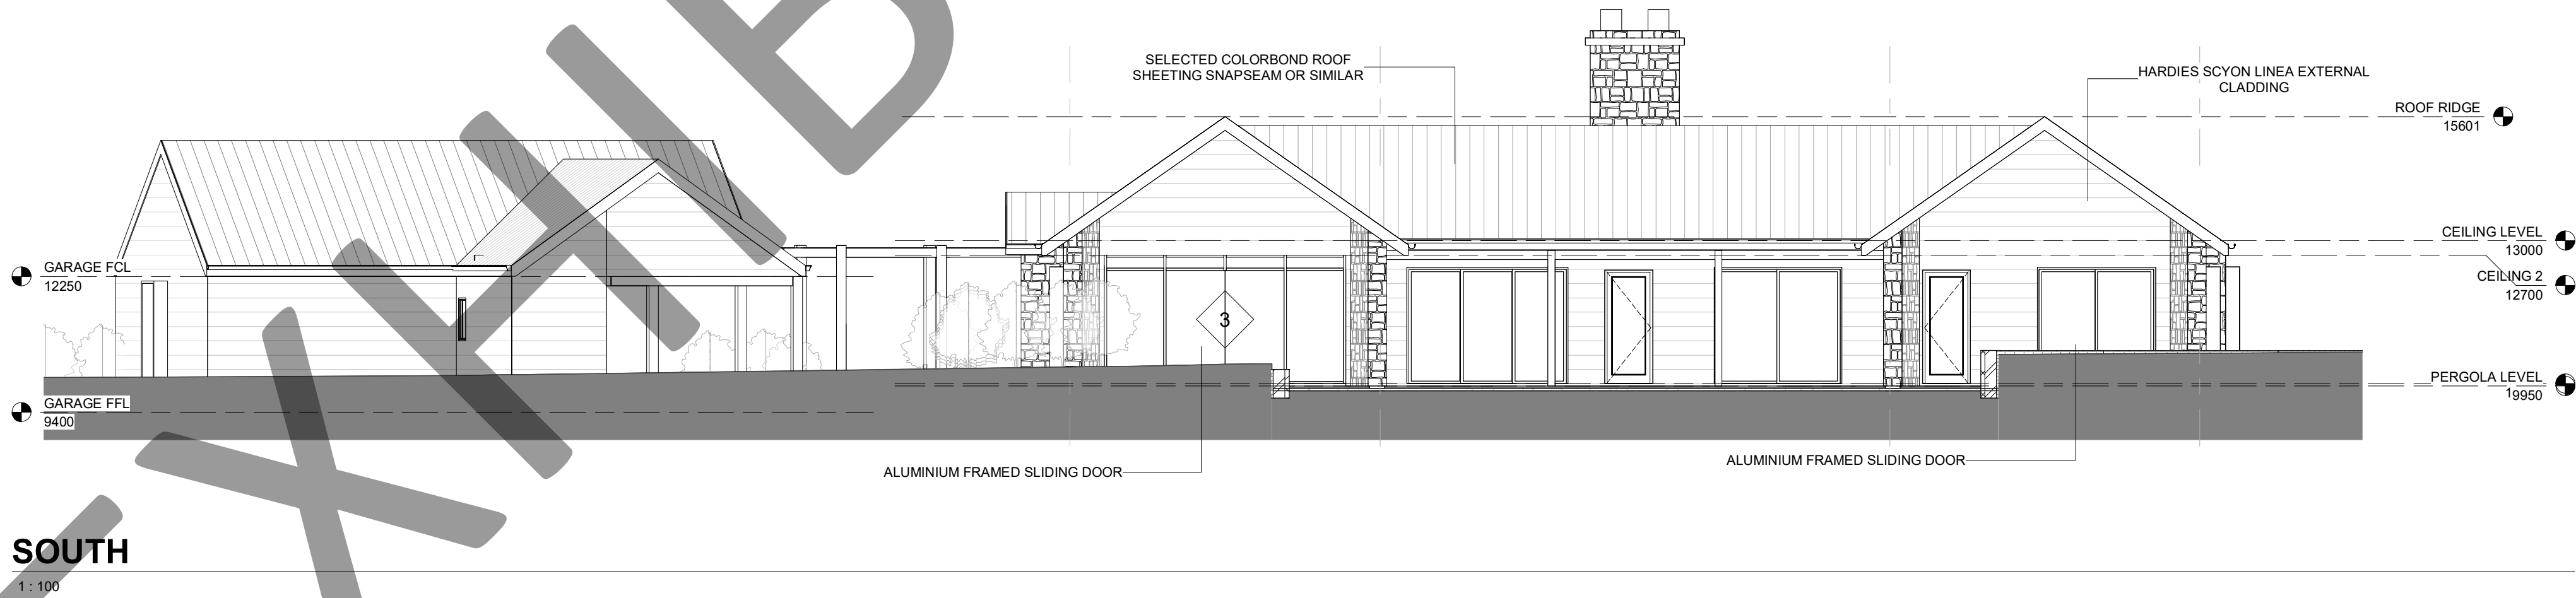 SELECTED COLORBOND ROOF
SHEETING SNAPSEAM OR SIMILAR
HARDIES SCYON LINEA EXTERNAL
CLADDING
ROOF RIDGE
15601
CEILING LEVEL
13000
CEILING 2
12700
PERGOLA LEVEL
GARAGE FCL
12250
GARAGE FFL
9400
3
ALUMINIUM FRAMED SLIDING DOOR
ALUMINIUM FRAMED SLIDING DOOR
SOUTH
1 : 100
XHIB